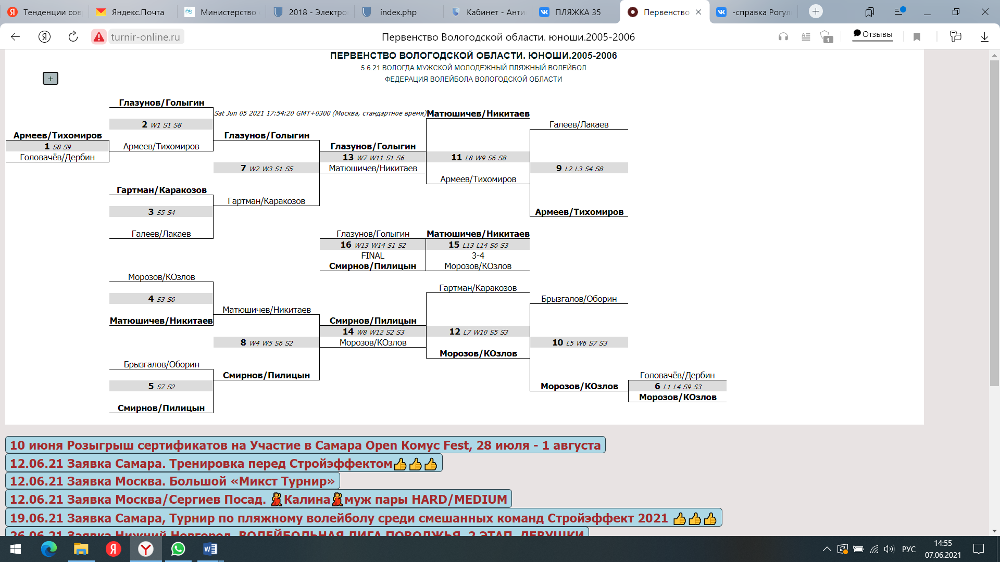 Тенденции сов
Яндекс.Почта
Министерство
2018 - Электро
index.php
Кабинет - Анти
ПЛЯЖКА 35
Первенство
-справка Рогул
turnir-online.ru
Первенство Вологодской области. юноши.2005-2006
1
Отзывы
ПЕРВЕНСТВО ВОЛОГОДСКОЙ ОБЛАСТИ. ЮНОШИ.2005-2006
5.6.21 ВОЛОГДА МУЖСКОЙ МОЛОДЕЖНЫЙ ПЛЯЖНЫЙ ВОЛЕЙБОЛ
ФЕДЕРАЦИЯ ВОЛЕЙБОЛА ВОЛОГОДСКОЙ ОБЛАСТИ
+
Глазунов/Голыгин
Sat Jun 05 2021 17:54:20 GMT+0300 (Москва, стандартное время)
Матюшичев/Никитаев
2 W1 S1 S8
Галеев/Лакаев
Армеев/Тихомиров
Глазунов/Голыгин
1 S8 S9
Армеев/Тихомиров
Глазунов/Голыгин
Головачёв/Дербин
13 W7 W11 S1 S6
11 L8 W9 S6 S8
7 W2 W3 S1 S5
Матюшичев/Никитаев
9 L2 L3 S4 S8
Армеев/Тихомиров
Гартман/Каракозов
Гартман/Каракозов
3 S5 S4
Армеев/Тихомиров
Галеев/Лакаев
Глазунов/Голыгин
Матюшичев/Никитаев
16 W13 W14 S1 S2
15 L13 L14 S6 S3
FINAL
3-4
Смирнов/Пилицын
Морозов/КОзлов
Морозов/КОзлов
Гартман/Каракозов
4 S3 S6
Брызгалов/Оборин
Матюшичев/Никитаев
Матюшичев/Никитаев
Смирнов/Пилицын
14 W8 W12 S2 S3
12 L7 W10 S5 S3
8 W4 W5 S6 S2
Морозов/КОзлов
10 L5 W6 S7 S3
Морозов/КОзлов
Брызгалов/Оборин
Смирнов/Пилицын
Головачёв/Дербин
5 S7 S2
Морозов/КОзлов
6 L1 L4 S9 S3
Морозов/КОзлов
Смирнов/Пилицын
10 июня Розыгрыш сертификатов на Участие в Самара Open Комус Fest, 28 июля - 1 августа
12.06.21 Заявка Самара. Тренировка перед Стройэффектом👍👍👍
12.06.21 Заявка Москва. Большой «Микст Турнир»
12.06.21 Заявка Москва/Сергиев Посад. 💃Калина💃муж пары HARD/MEDIUM
19.06.21 Заявка Самара, Турнир по пляжному волейболу среди смешанных команд Стройэффект 2021 👍👍👍
26.06.21 Заявка Нижний Новгород. ВОЛЕЙБОЛЬНАЯ ЛИГА ПОВОЛЖЬЯ. 2 ЭТАП. ДЕВУШКИ
РУС
14:55
07.06.2021